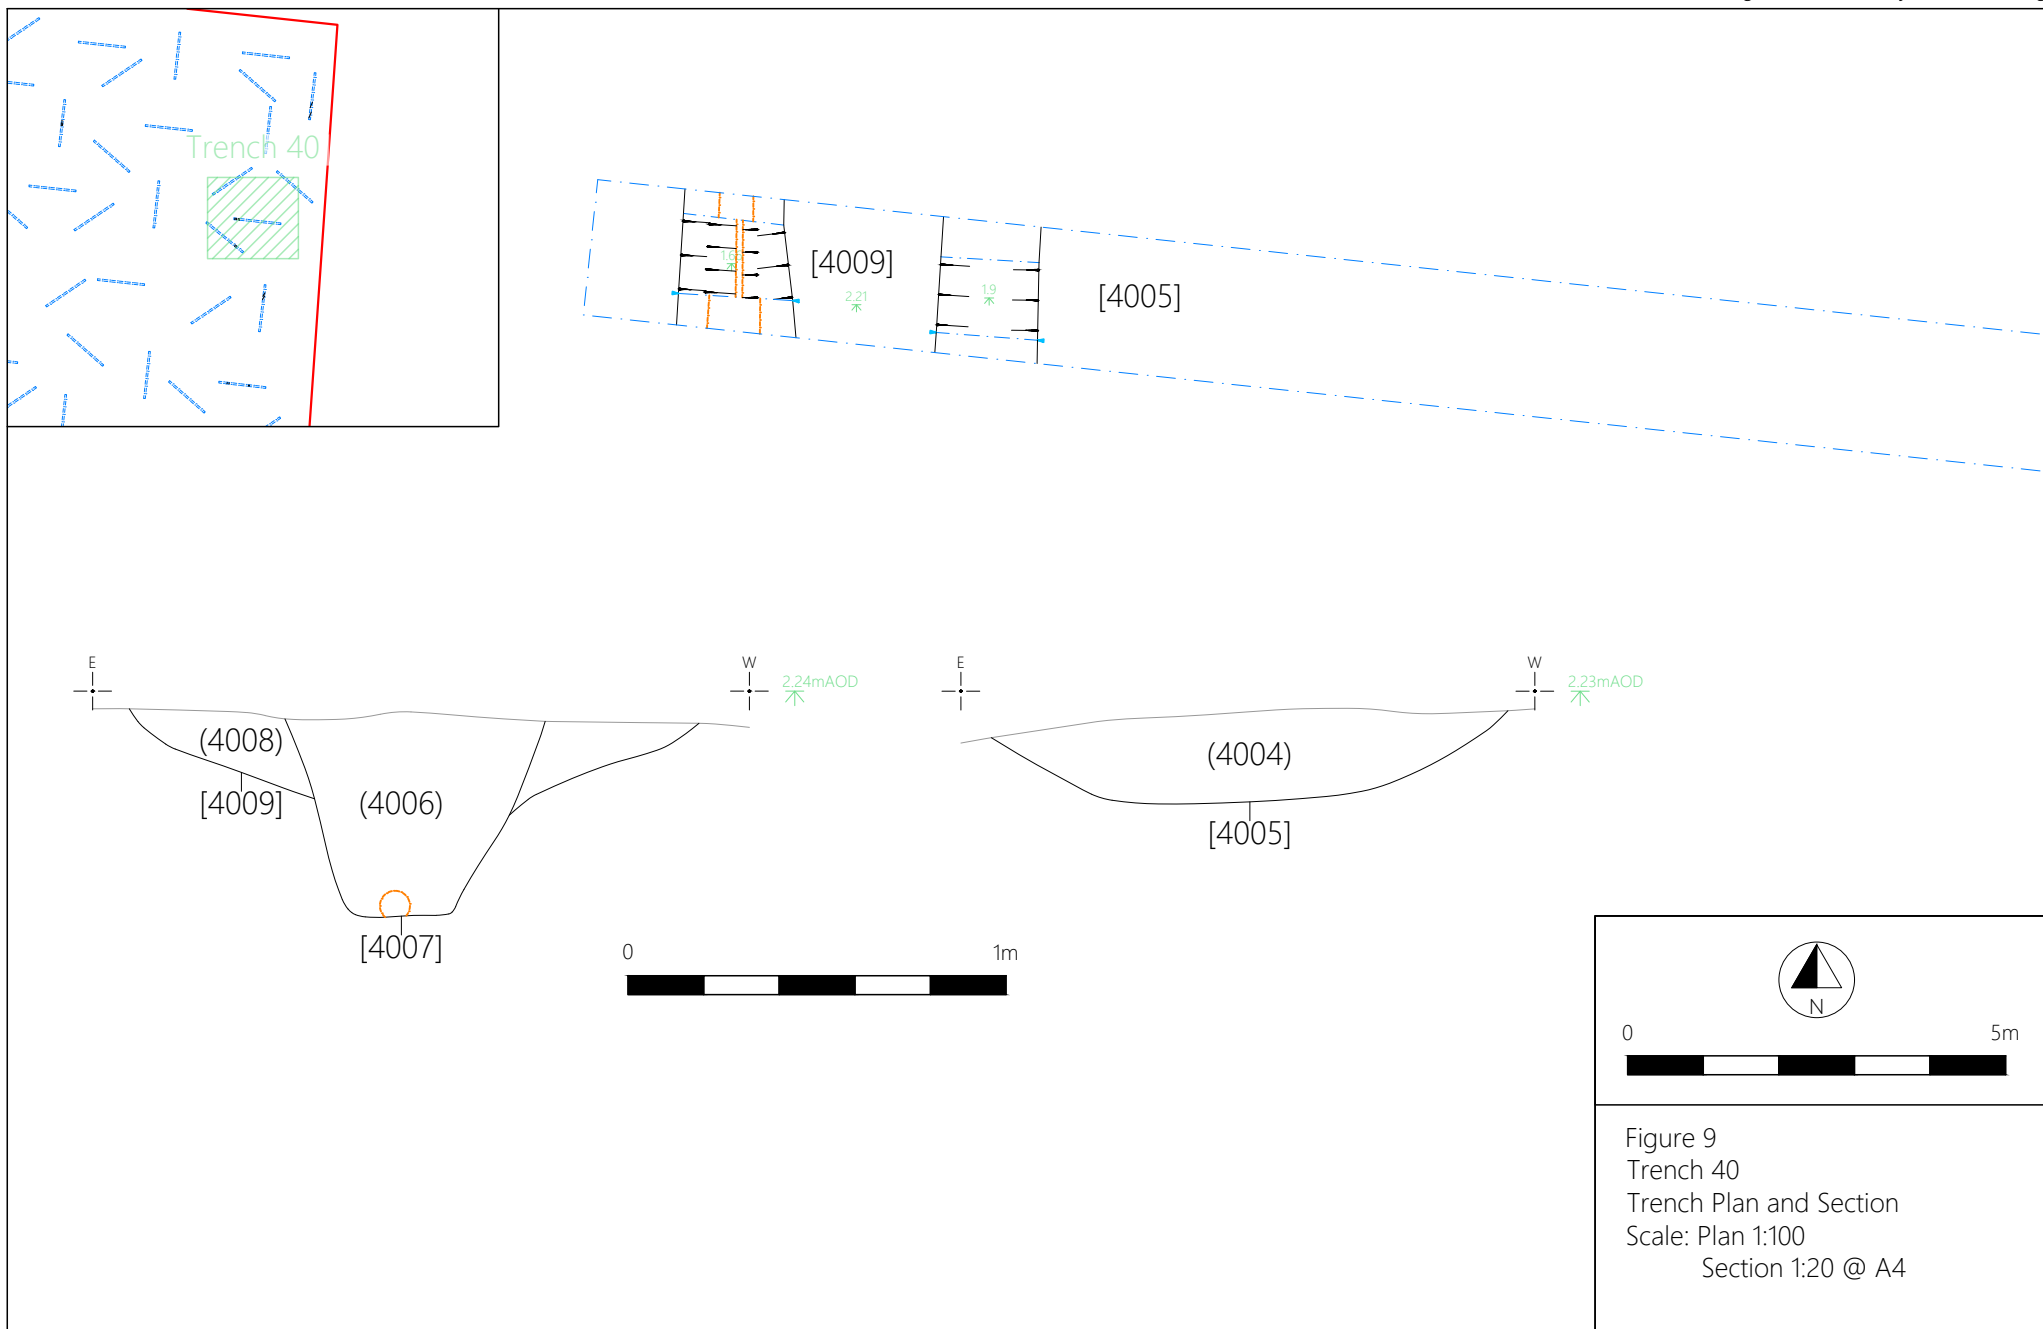 Trench 40
[4009]
[4005]
2.21
1.9
E
W
2.24mAOD
E
W
2.23mAOD
(4008)
(4004)
[4009]
(4006)
[4005]
[4007]
0
1m
N
0
5m
Figure 9
Trench 40
Trench Plan and Section
Scale: Plan 1:100
Section 1:20 @ A4